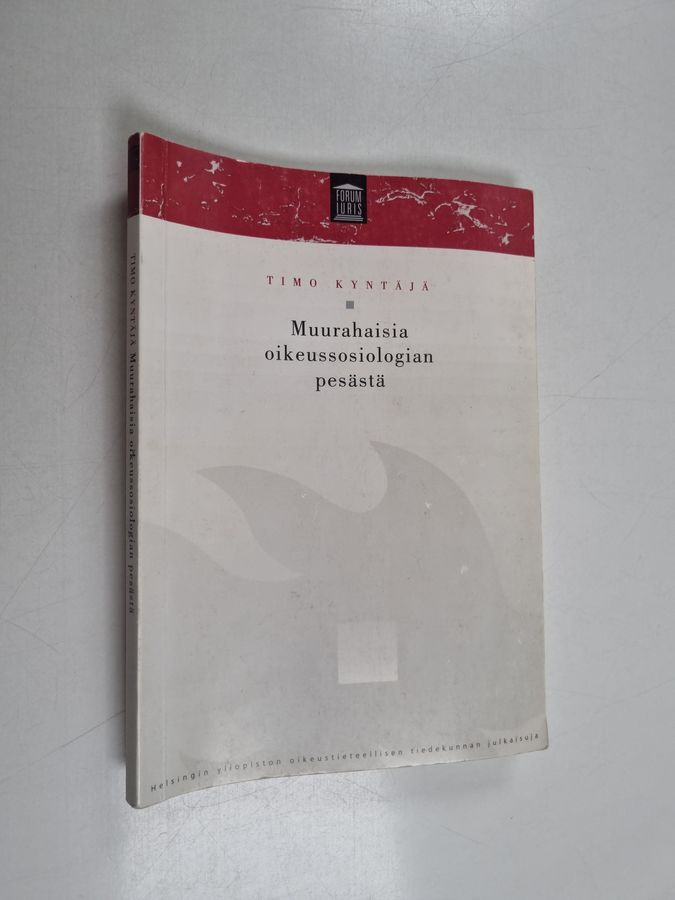 FORUM
IURIS
TIMO KYNTÄJÄ
Muurahaisia
oikeussosiologian
pesästä
Helsingin yliopiston oikeustieteellisen tiedekunnan julkaisuja
TIMO KYNTÄJÄ Muurahaisia oikeussosiologian pesästä